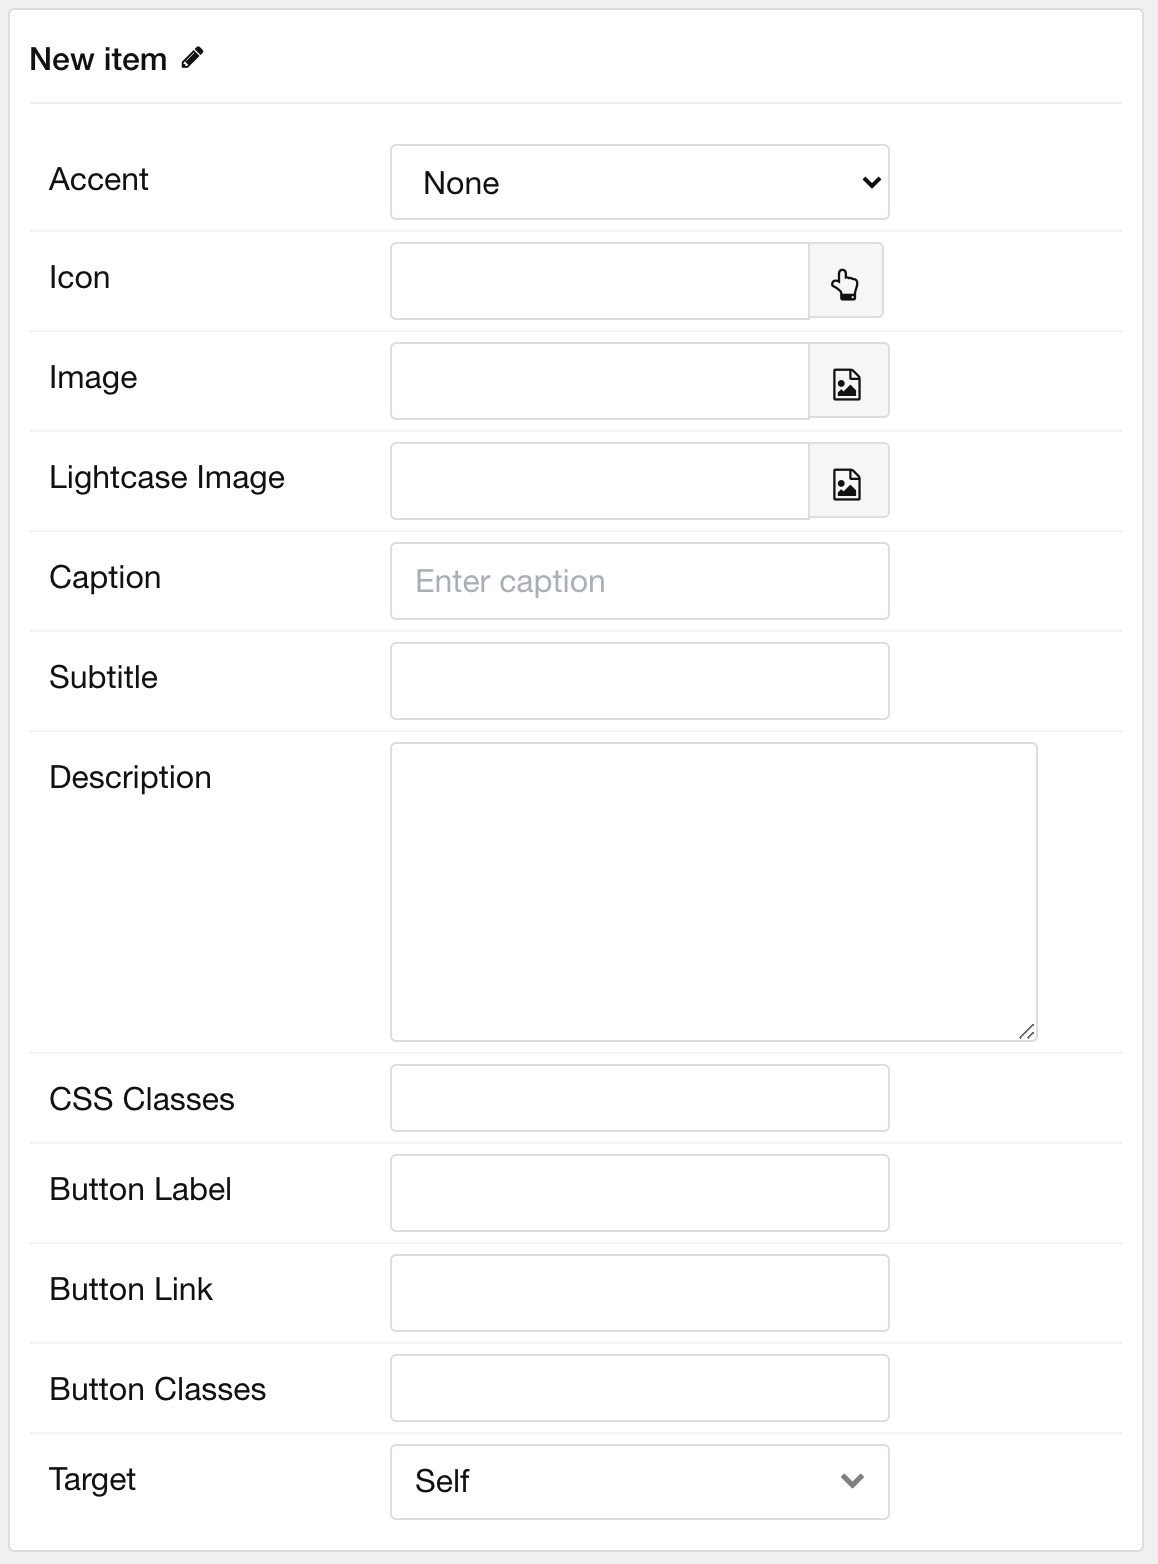 New item
Accent
None
Icon
Image
Lightcase Image
Caption
Enter caption
Subtitle
Description
CSS Classes
Button Label
Button Link
Button Classes
Target
Self